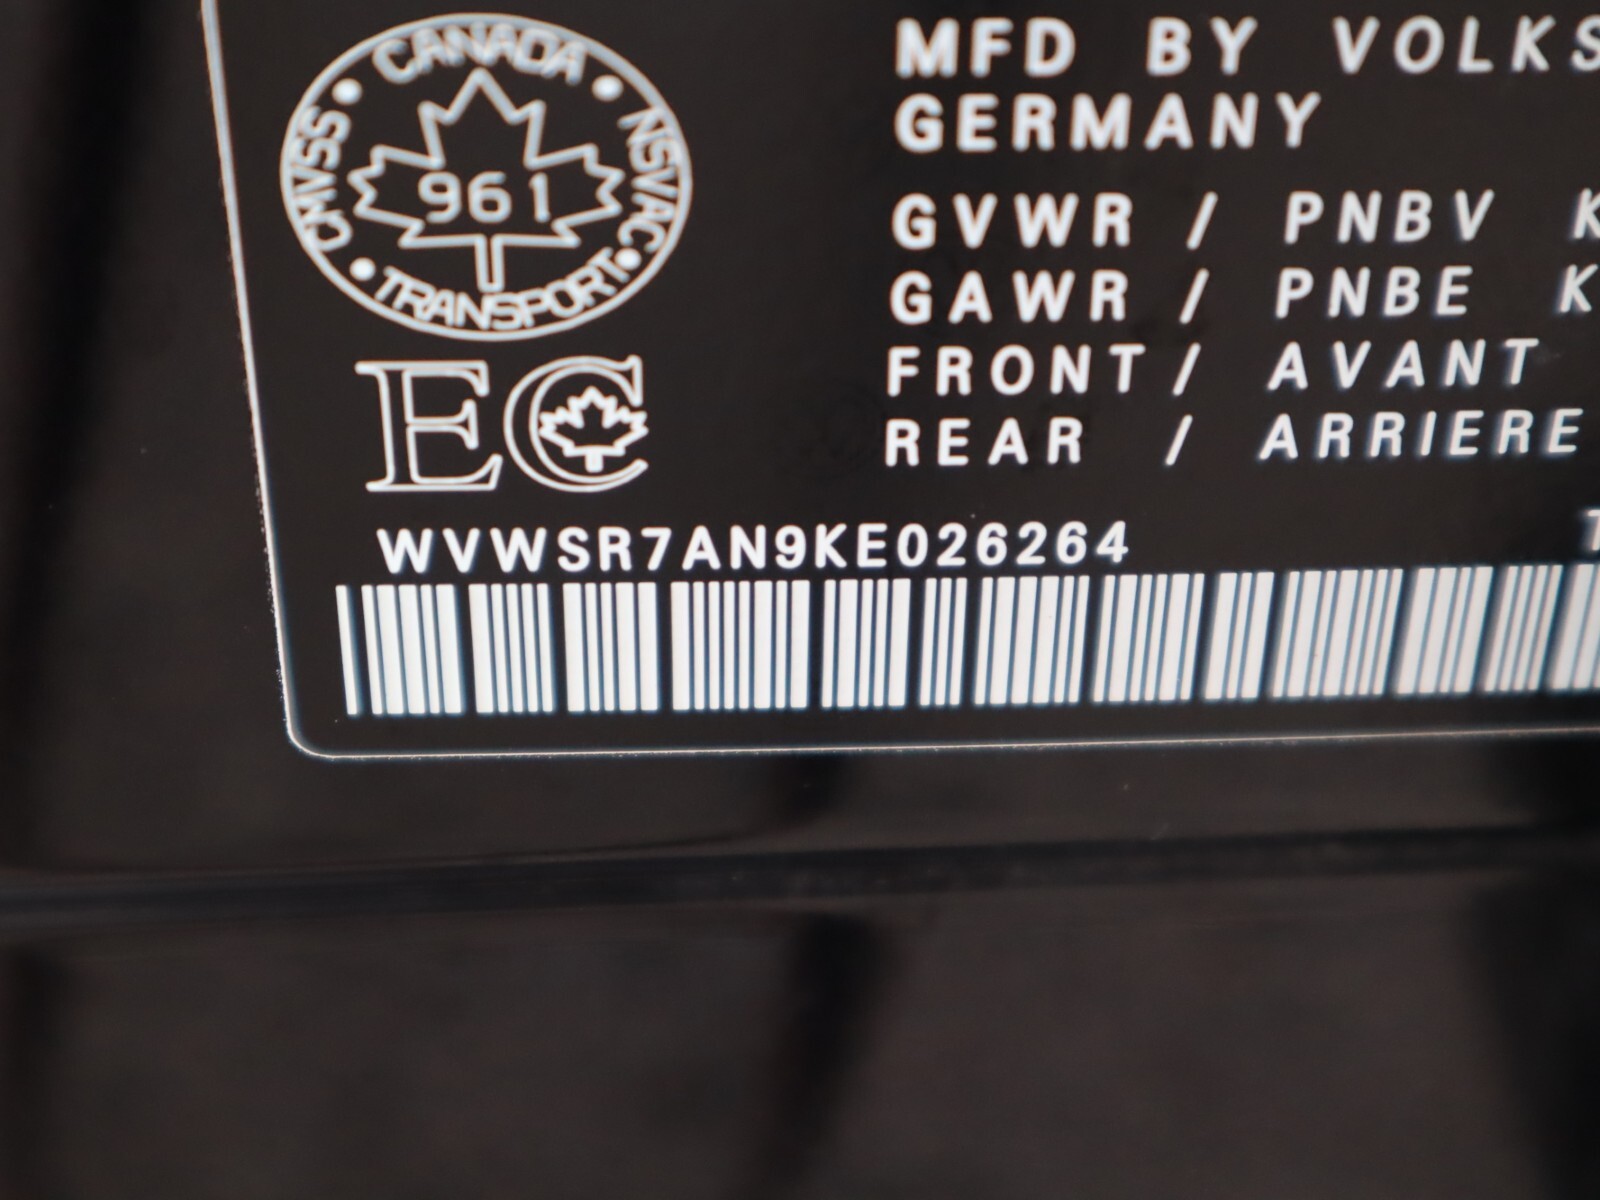 CANADA
CMVSS
NSVAC
961
TRANSPORT
EC
MFD BY VOLKS
GERMANY
GVWR / PNBV K
GAWR / PNBE K
FRONT / AVANT
REAR / ARRIERE
WVWSR7AN9KE026264